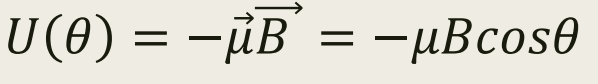 U(θ) = −μ⃗B⃗ = −μBcosθ